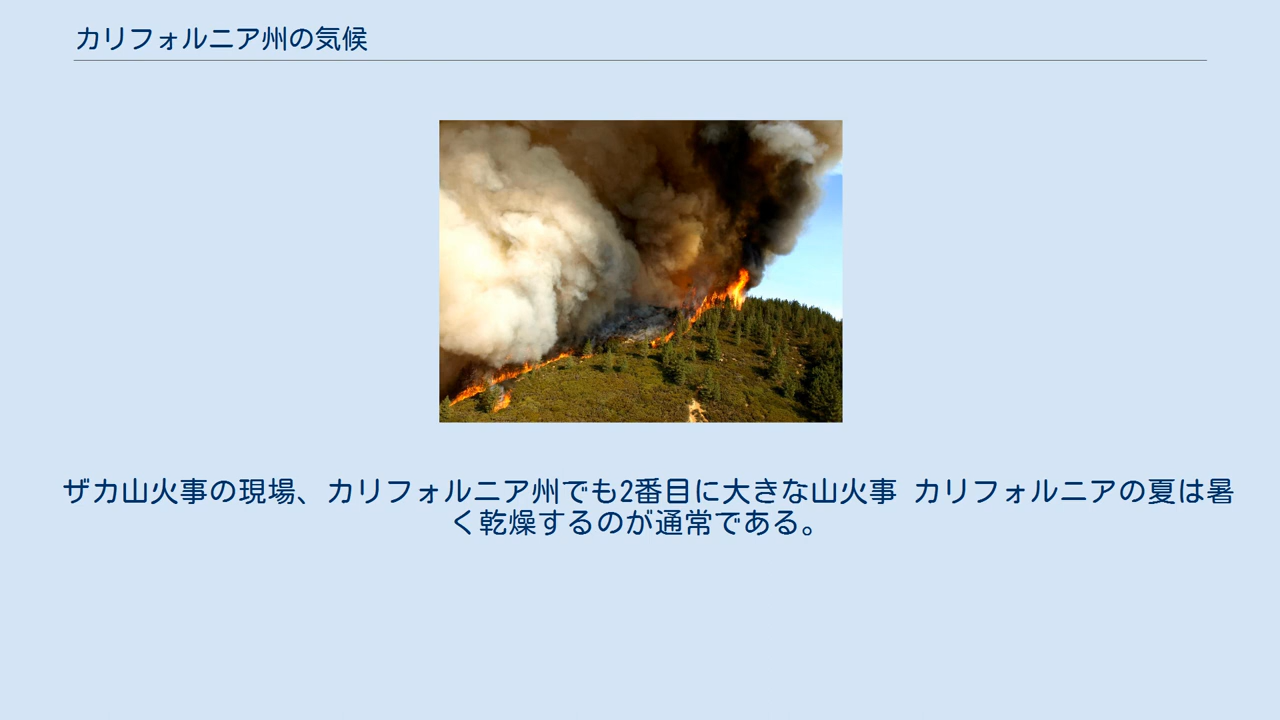 カリフォルニア州の気候
ザカ山火事の現場、カリフォルニア州でも2番目に大きな山火事 カリフォルニアの夏は暑
く乾燥するのが通常である。